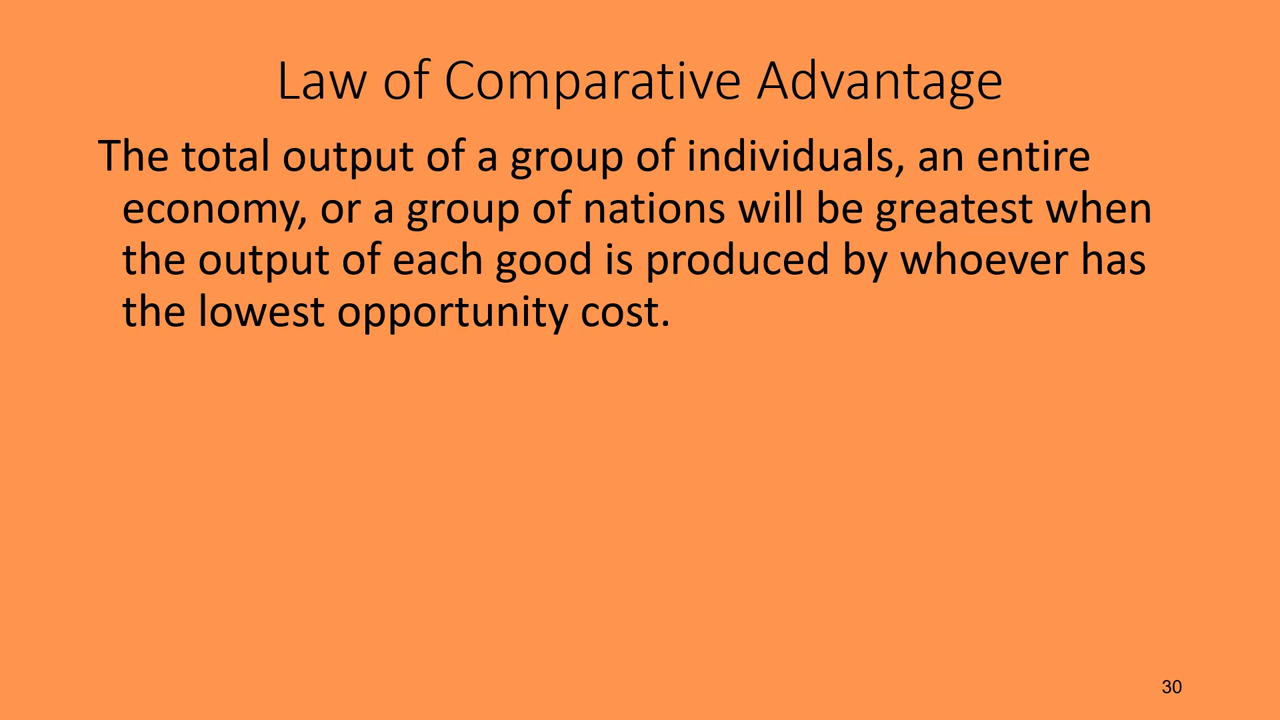 Law of Comparative Advantage
The total output of a group of individuals, an entire
economy, or a group of nations will be greatest when
the output of each good is produced by whoever has
the lowest opportunity cost.
30